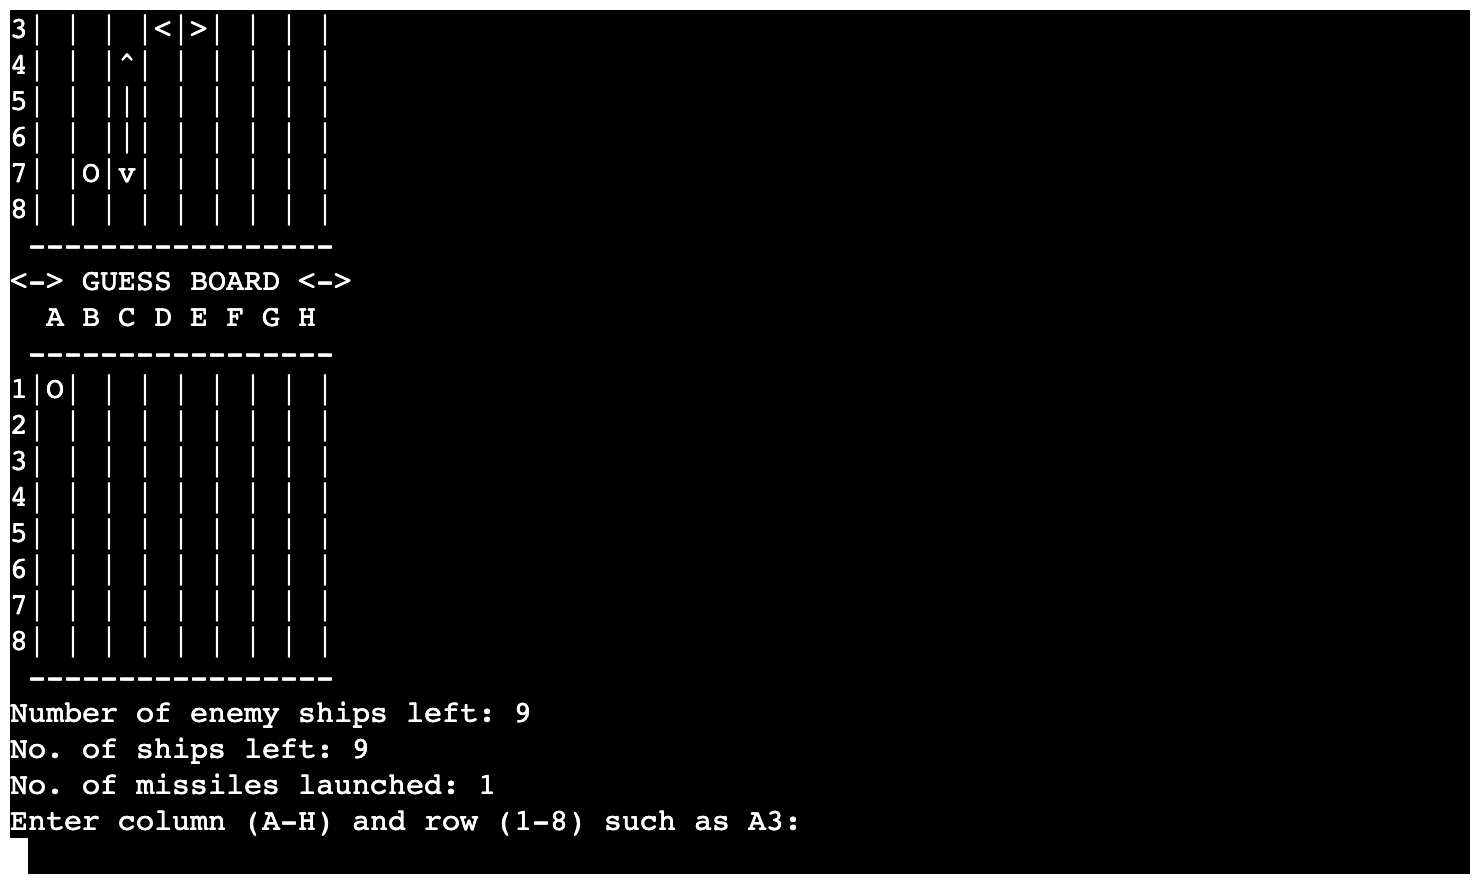 3| | | |<|>| | | |
4| | |^| | | | | |
5| | ||| | | | | |
6| | ||| | | | | |
7| |O|v| | | | | |
8| | | | | | | | |
 -----------------
<-> GUESS BOARD <->
  A B C D E F G H
 -----------------
1|O| | | | | | | |
2| | | | | | | | |
3| | | | | | | | |
4| | | | | | | | |
5| | | | | | | | |
6| | | | | | | | |
7| | | | | | | | |
8| | | | | | | | |
 -----------------
Number of enemy ships left: 9
No. of ships left: 9
No. of missiles launched: 1
Enter column (A-H) and row (1-8) such as A3: